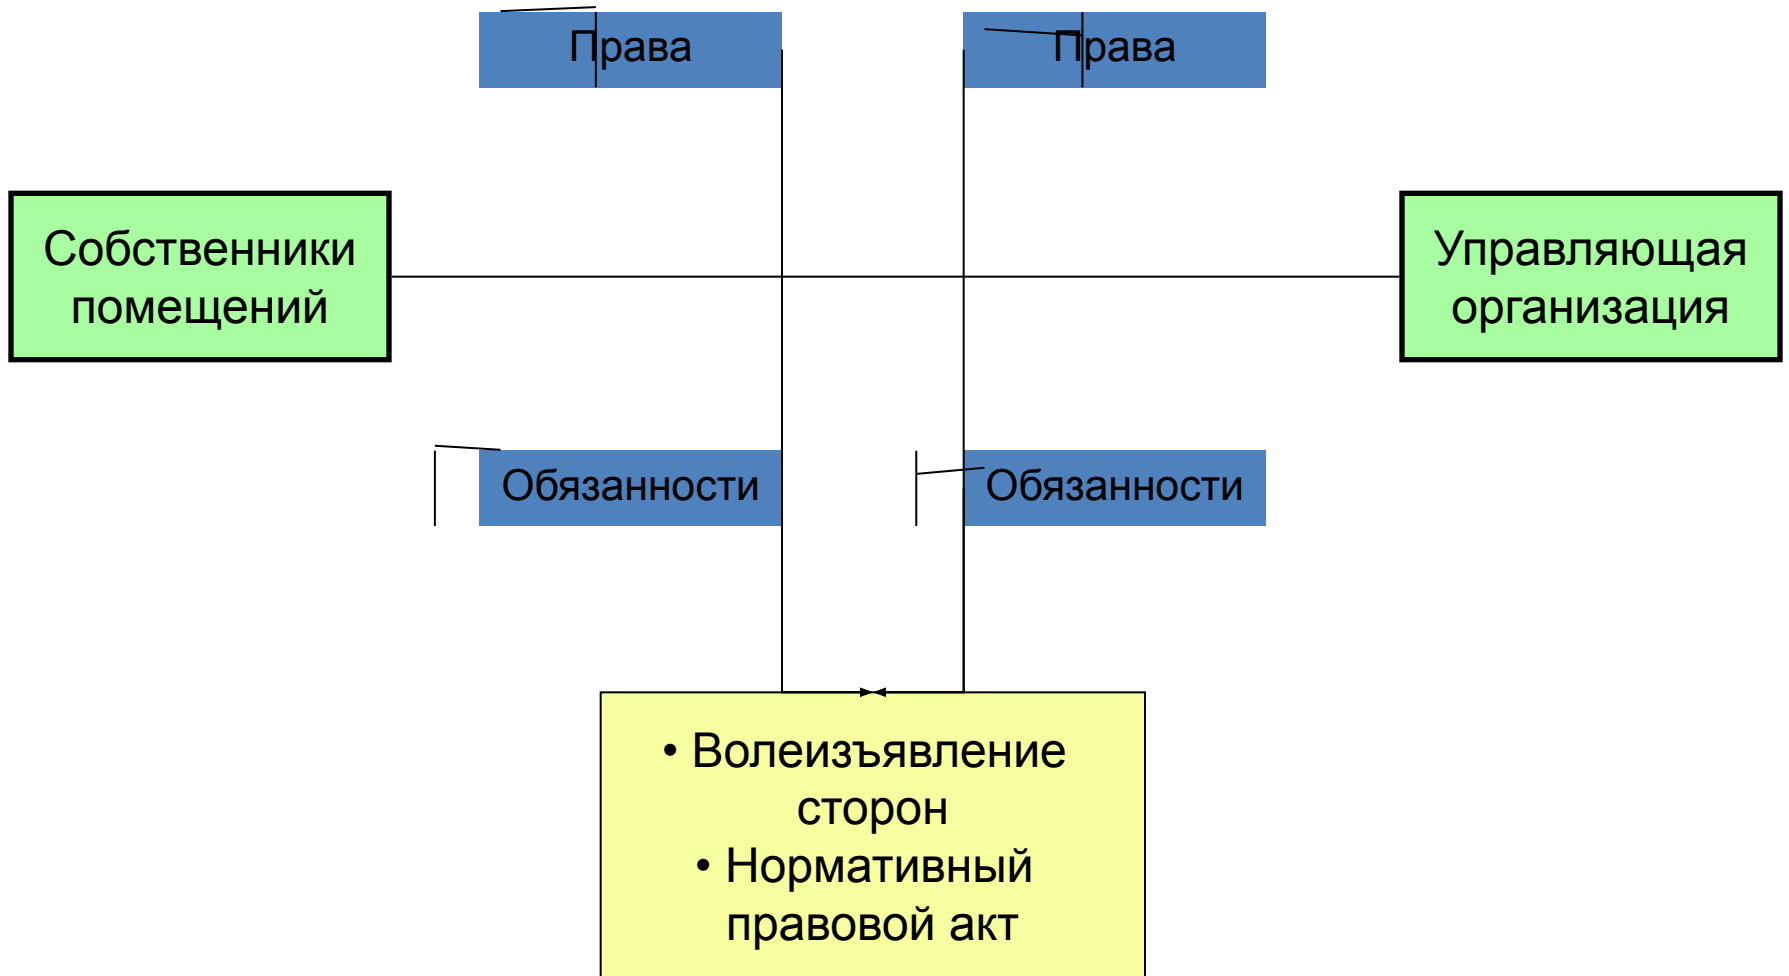 Права
Права
Собственники
помещений
Управляющая
организация
Обязанности
Обязанности
• Волеизъявление
сторон
• Нормативный
правовой акт